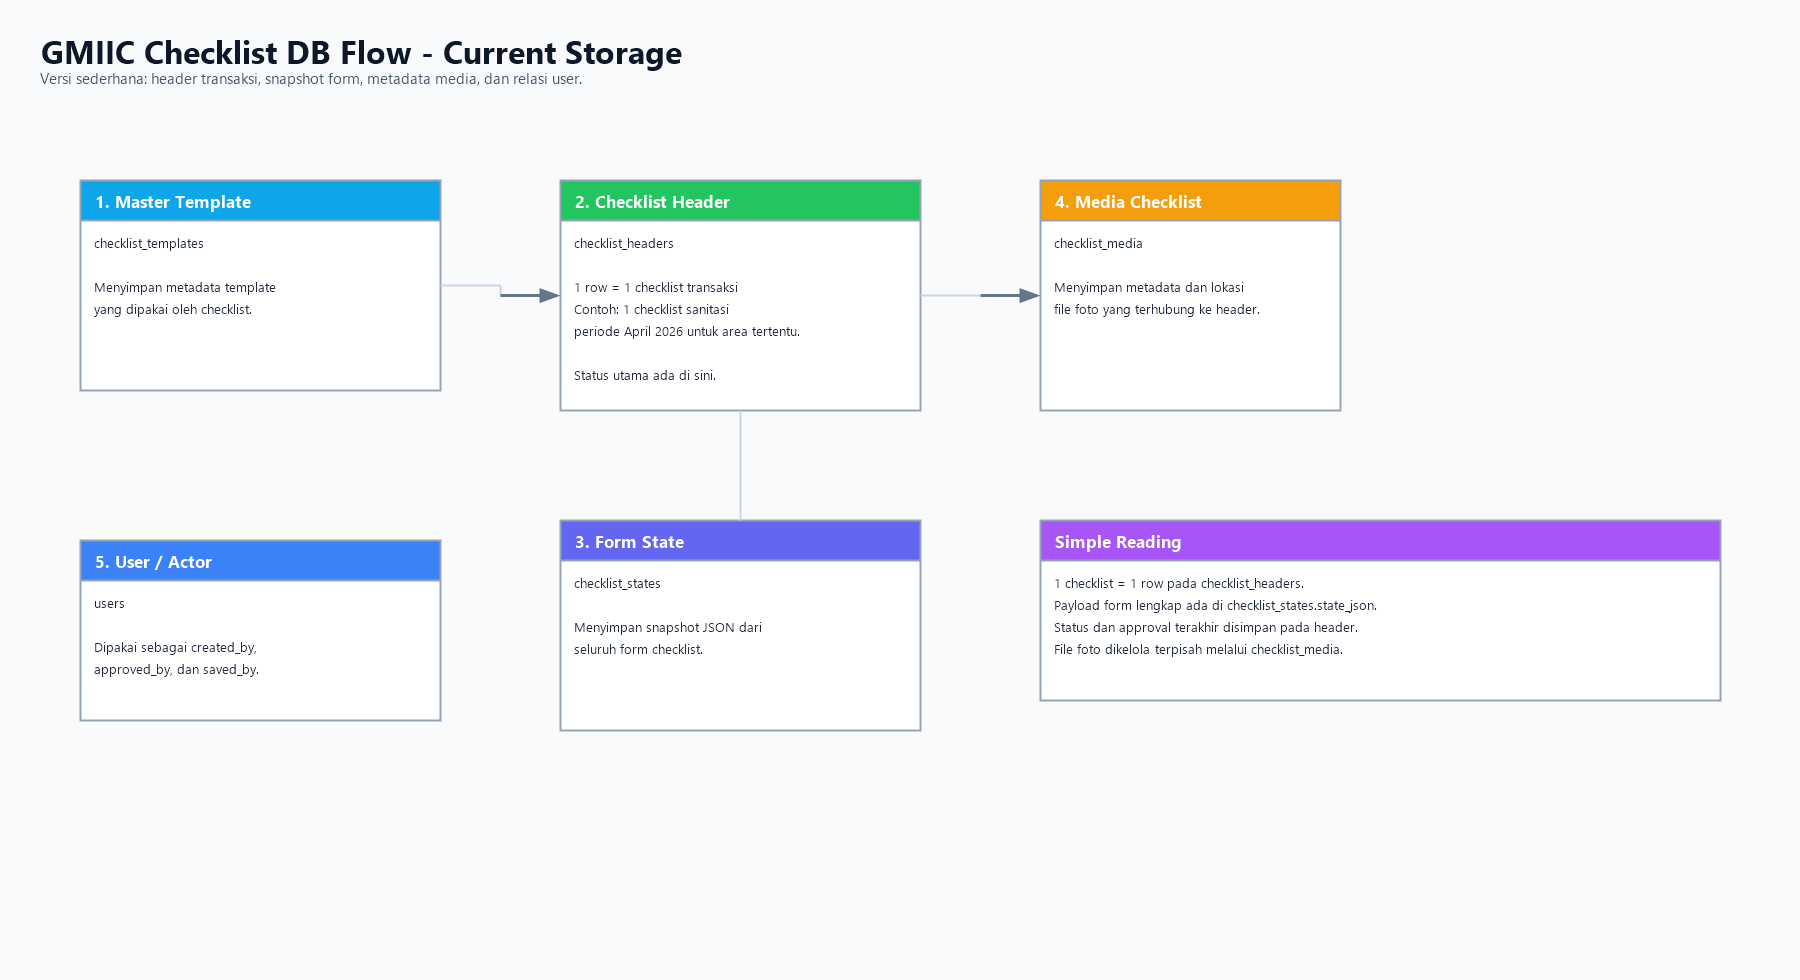 GMIIC Checklist DB Flow - Current Storage
Versi sederhana: header transaksi, snapshot form, metadata media, dan relasi user.
1. Master Template
checklist_templates
Menyimpan metadata template
yang dipakai oleh checklist.
2. Checklist Header
checklist_headers
1 row = 1 checklist transaksi
Contoh: 1 checklist sanitasi
periode April 2026 untuk area tertentu.
Status utama ada di sini.
4. Media Checklist
checklist_media
Menyimpan metadata dan lokasi
file foto yang terhubung ke header.
5. User / Actor
users
Dipakai sebagai created_by,
approved_by, dan saved_by.
3. Form State
checklist_states
Menyimpan snapshot JSON dari
seluruh form checklist.
Simple Reading
1 checklist = 1 row pada checklist_headers.
Payload form lengkap ada di checklist_states.state_json.
Status dan approval terakhir disimpan pada header.
File foto dikelola terpisah melalui checklist_media.